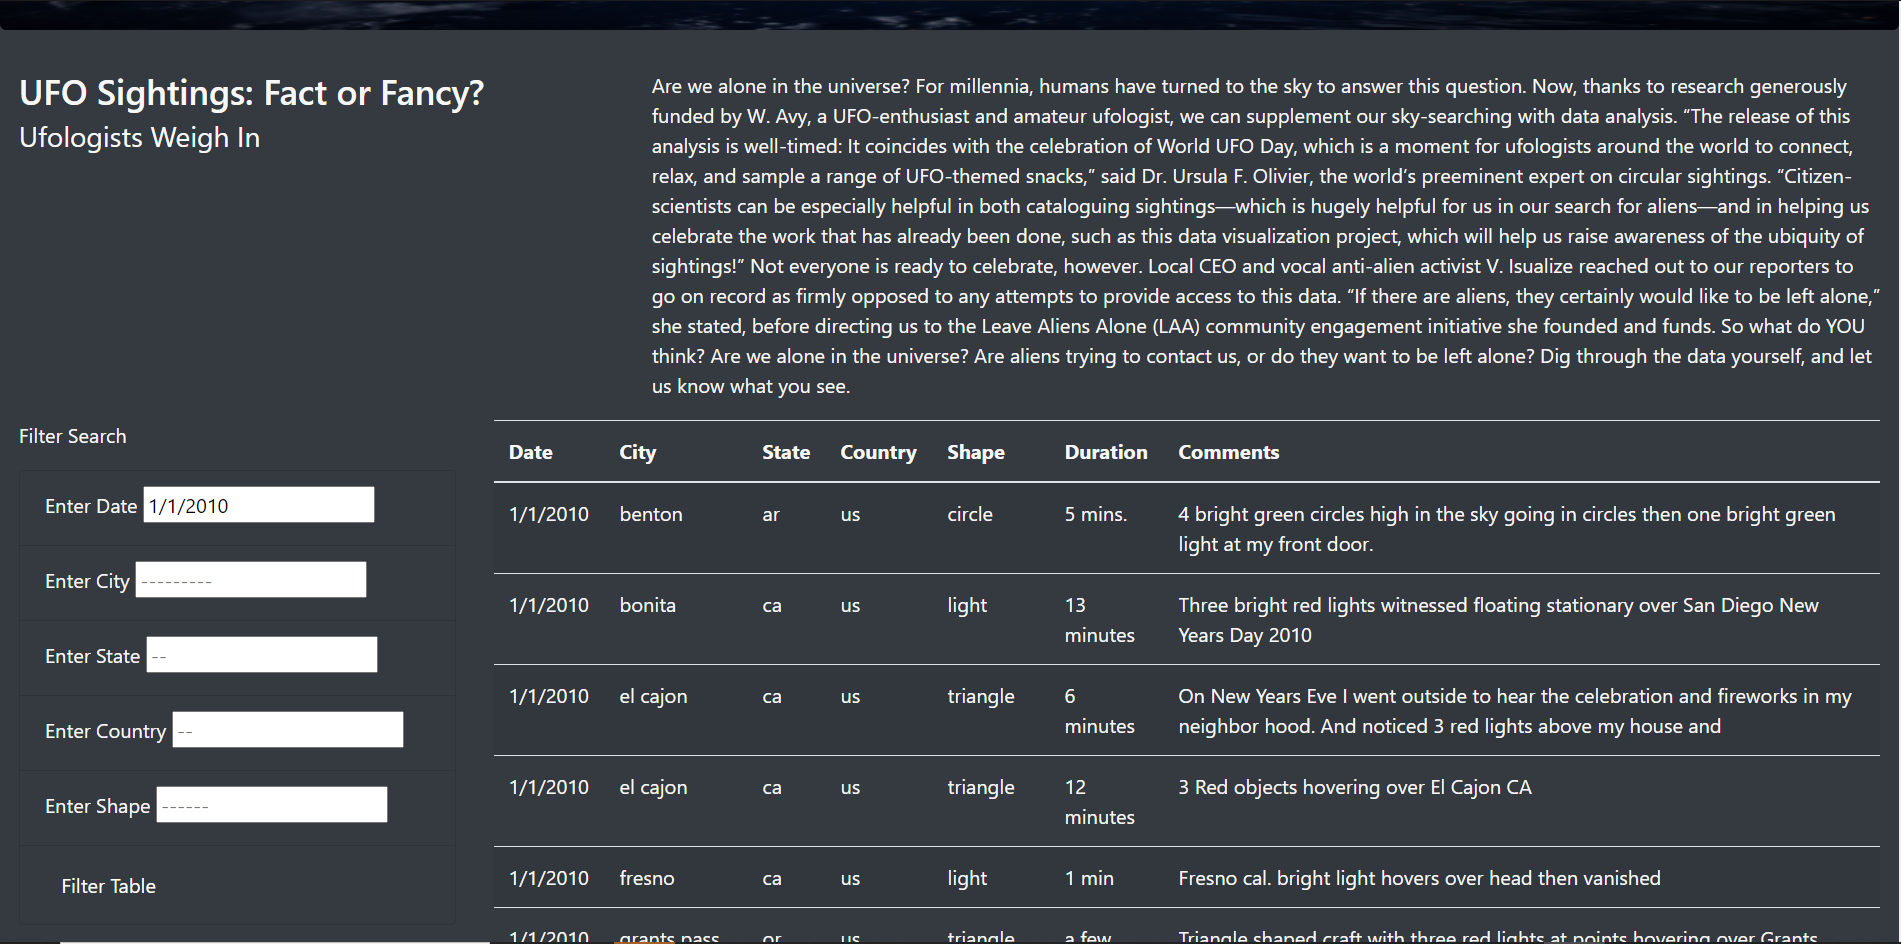 UFO Sightings: Fact or Fancy?
Ufologists Weigh In
Are we alone in the universe? For millennia, humans have turned to the sky to answer this question. Now, thanks to research generously
funded by W. Avy, a UFO-enthusiast and amateur ufologist, we can supplement our sky-searching with data analysis. “The release of this
analysis is well-timed: It coincides with the celebration of World UFO Day, which is a moment for ufologists around the world to connect,
relax, and sample a range of UFO-themed snacks,” said Dr. Ursula F. Olivier, the world’s preeminent expert on circular sightings. “Citizen-
scientists can be especially helpful in both cataloguing sightings—which is hugely helpful for us in our search for aliens—and in helping us
celebrate the work that has already been done, such as this data visualization project, which will help us raise awareness of the ubiquity of
sightings!” Not everyone is ready to celebrate, however. Local CEO and vocal anti-alien activist V. Isualize reached out to our reporters to
go on record as firmly opposed to any attempts to provide access to this data. “If there are aliens, they certainly would like to be left alone,”
she stated, before directing us to the Leave Aliens Alone (LAA) community engagement initiative she founded and funds. So what do YOU
think? Are we alone in the universe? Are aliens trying to contact us, or do they want to be left alone? Dig through the data yourself, and let
us know what you see.
Filter Search
Enter Date 1/1/2010
Enter City ---------
Enter State --
Enter Country --
Enter Shape ------
Filter Table
Date City State Country Shape Duration Comments
1/1/2010 benton ar us circle 5 mins. 4 bright green circles high in the sky going in circles then one bright green
light at my front door.
1/1/2010 bonita ca us light 13 Three bright red lights witnessed floating stationary over San Diego New
minutes Years Day 2010
1/1/2010 el cajon ca us triangle 6 On New Years Eve I went outside to hear the celebration and fireworks in my
minutes neighbor hood. And noticed 3 red lights above my house and
1/1/2010 el cajon ca us triangle 12 3 Red objects hovering over El Cajon CA
minutes
1/1/2010 fresno ca us light 1 min Fresno cal. bright light hovers over head then vanished
1/1/2010 grants pass or us triangle a few Triangle shaped craft with three red lights at points hovering over Grants